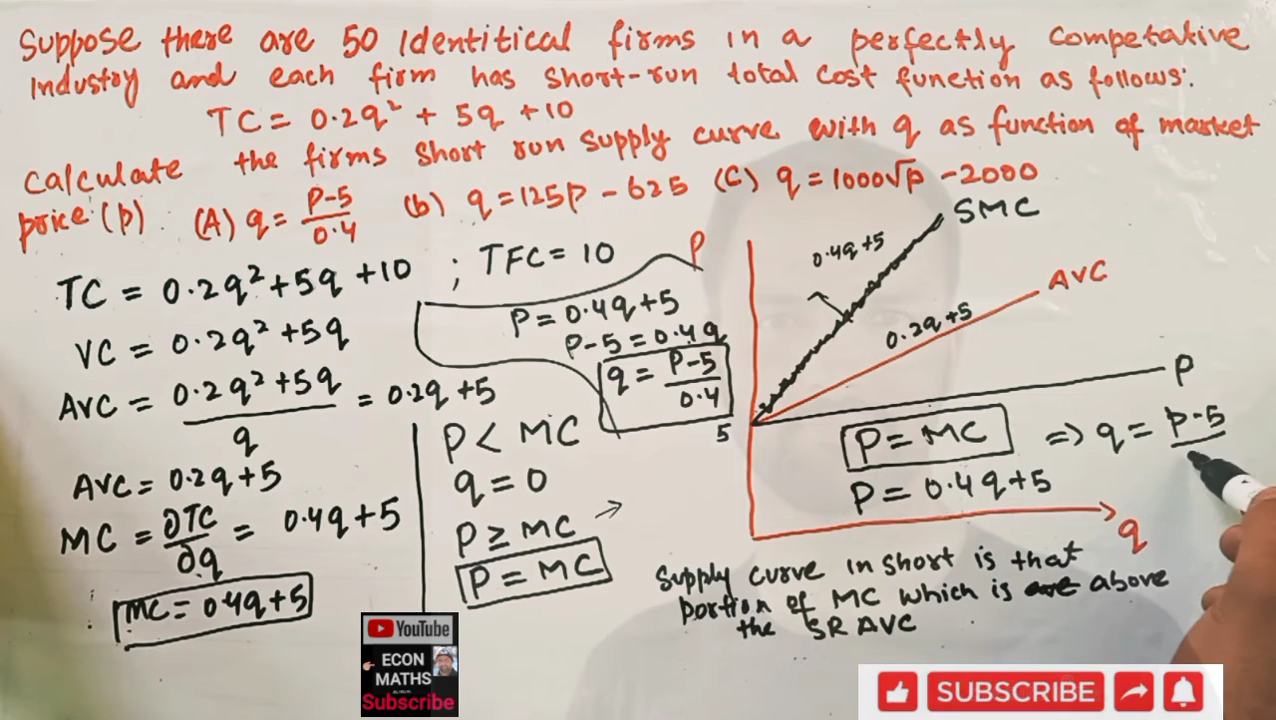 Suppose there are 50 Identitical firms in a perfectly competative
Industry and each firm has short-run total cost function as follows:
TC = 0.2q² + 5q + 10
Calculate the firms short run supply curve with q as function of market
price (p). (A) q = P-5/0.4 (b) q = 125p - 625 (C) q = 1000√p - 2000
TC = 0.2q² + 5q + 10 ; TFC = 10
VC = 0.2q² + 5q
AVC = 0.2q² + 5q / q = 0.2q + 5
AVC = 0.2q + 5
MC = ∂TC/∂q = 0.4q + 5
MC = 0.4q + 5
P = 0.4q + 5
P - 5 = 0.4q
q = P-5/0.4
P < MC
q = 0
P ≥ MC →
P = MC
P
SMC
0.4q+5
AVC
0.2q+5
P
5
P = MC ⇒ q = p-5
P = 0.4q+5
q
Supply curve in short is that
portion of MC which is are above
the SR AVC
YouTube
ECON
MATHS
Subscribe
SUBSCRIBE